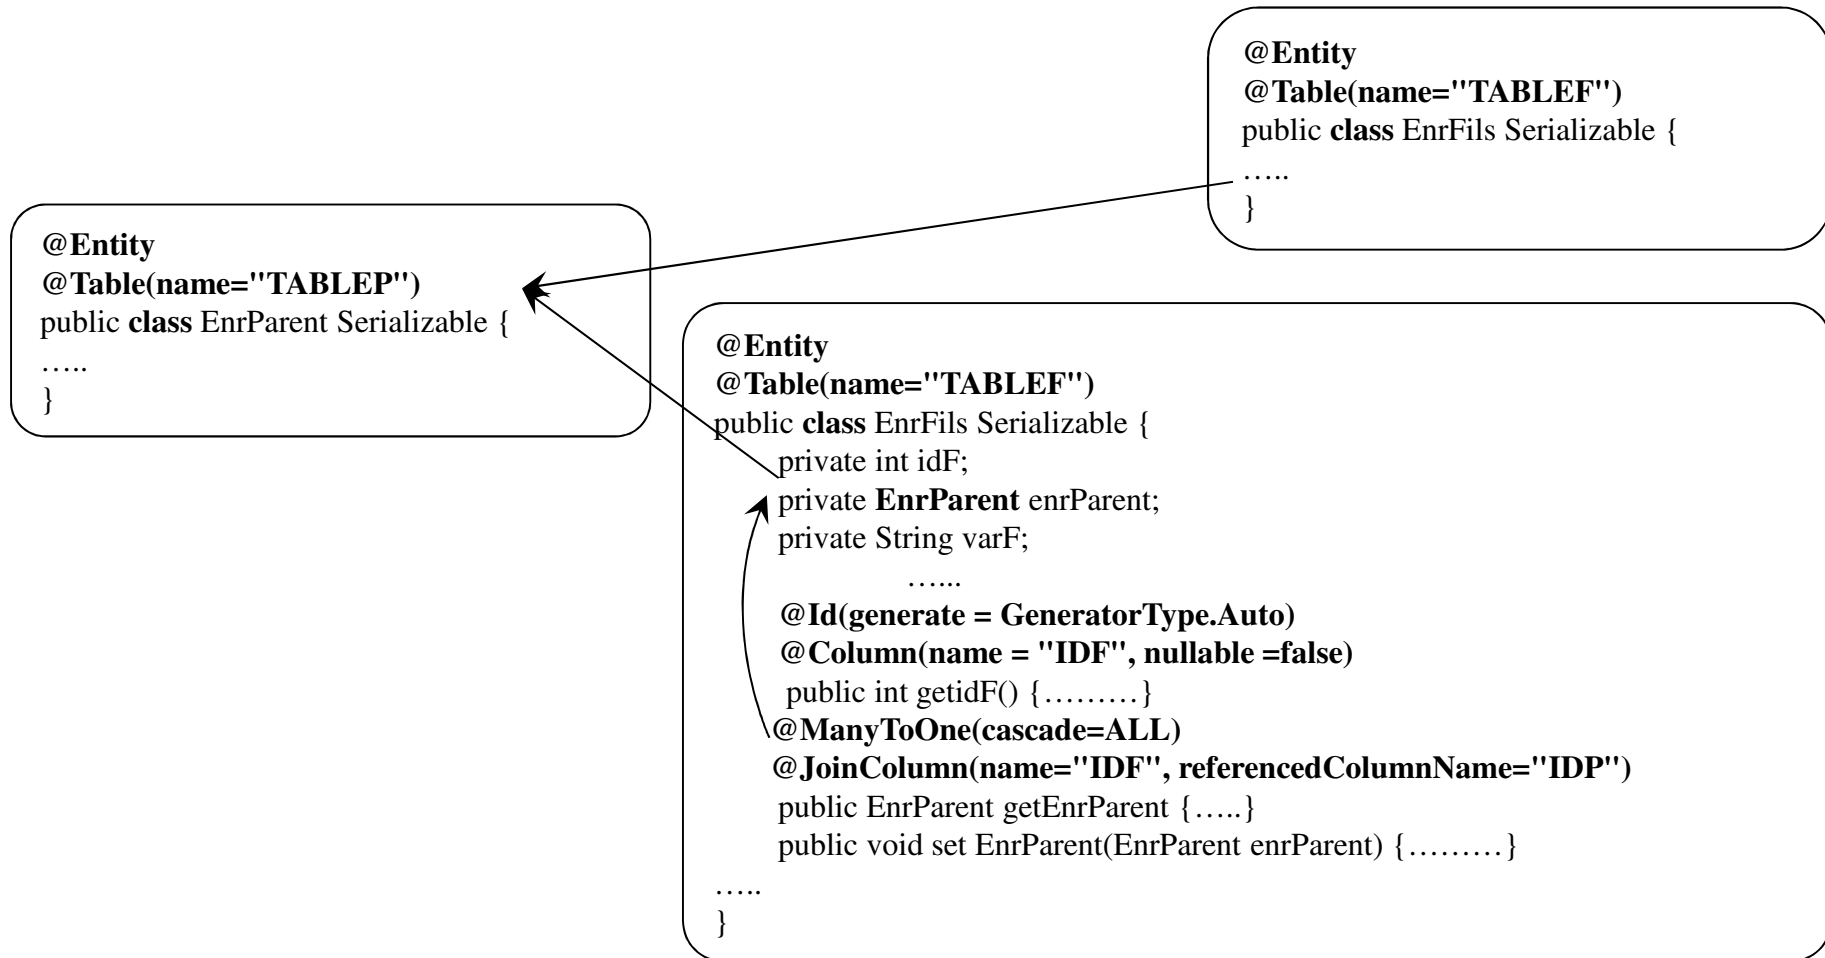 @Entity
@Table(name="TABLEF")
public class EnrFils Serializable {
…..
}
@Entity
@Table(name="TABLEP")
public class EnrParent Serializable {
…..
}
@Entity
@Table(name="TABLEF")
public class EnrFils Serializable {
private int idF;
private EnrParent enrParent;
private String varF;
…...
@Id(generate = GeneratorType.Auto)
@Column(name = "IDF", nullable =false)
public int getidF() {………}
@ManyToOne(cascade=ALL)
@JoinColumn(name="IDF", referencedColumnName="IDP")
public EnrParent getEnrParent {…..}
public void set EnrParent(EnrParent enrParent) {………}
…..
}